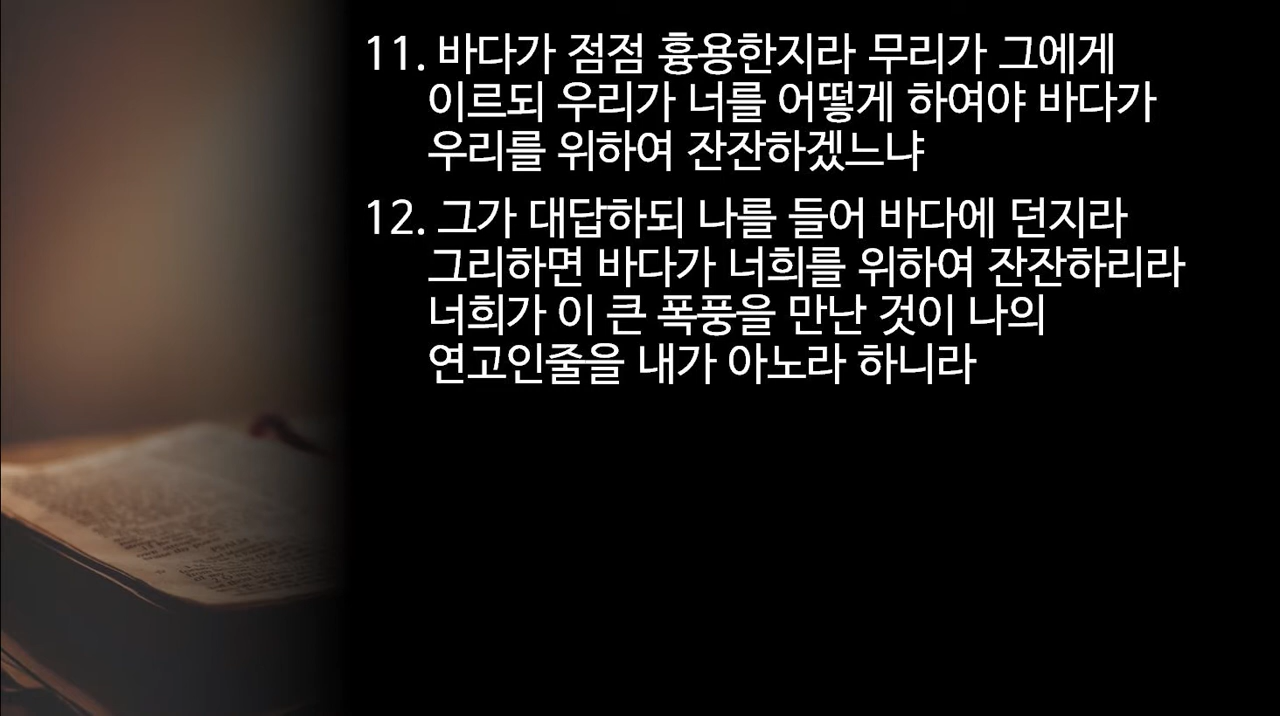 11. 바다가 점점 흉용한지라 무리가 그에게
이르되 우리가 너를 어떻게 하여야 바다가
우리를 위하여 잔잔하겠느냐
12. 그가 대답하되 나를 들어 바다에 던지라
그리하면 바다가 너희를 위하여 잔잔하리라
너희가 이 큰 폭풍을 만난 것이 나의
연고인줄을 내가 아노라 하니라